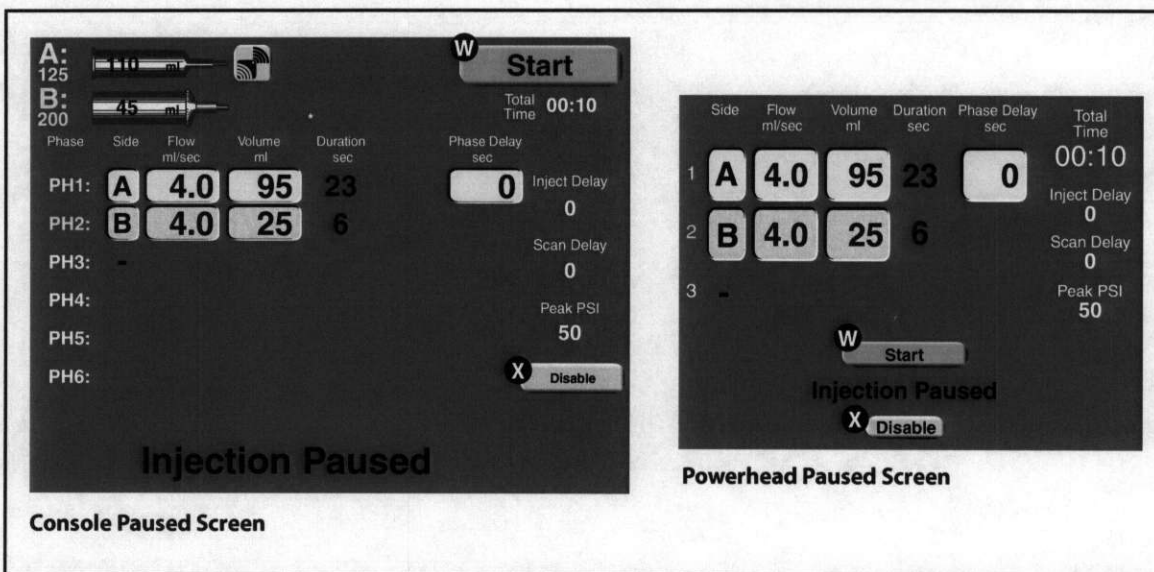 A:
125
110 ml
B:
200
45 ml
W
Start
Total Time 00:10
Phase Side Flow ml/sec Volume ml Duration sec Phase Delay sec
PH1: A 4.0 95 23 0
PH2: B 4.0 25 6
PH3: -
PH4:
PH5:
PH6:
Inject Delay
0
Scan Delay
0
Peak PSI
50
X Disable
Injection Paused
Console Paused Screen
Side Flow ml/sec Volume ml Duration sec Phase Delay sec
Total Time
00:10
1 A 4.0 95 23 0
2 B 4.0 25 6
3 -
Inject Delay
0
Scan Delay
0
Peak PSI
50
W
Start
Injection Paused
X
Disable
Powerhead Paused Screen